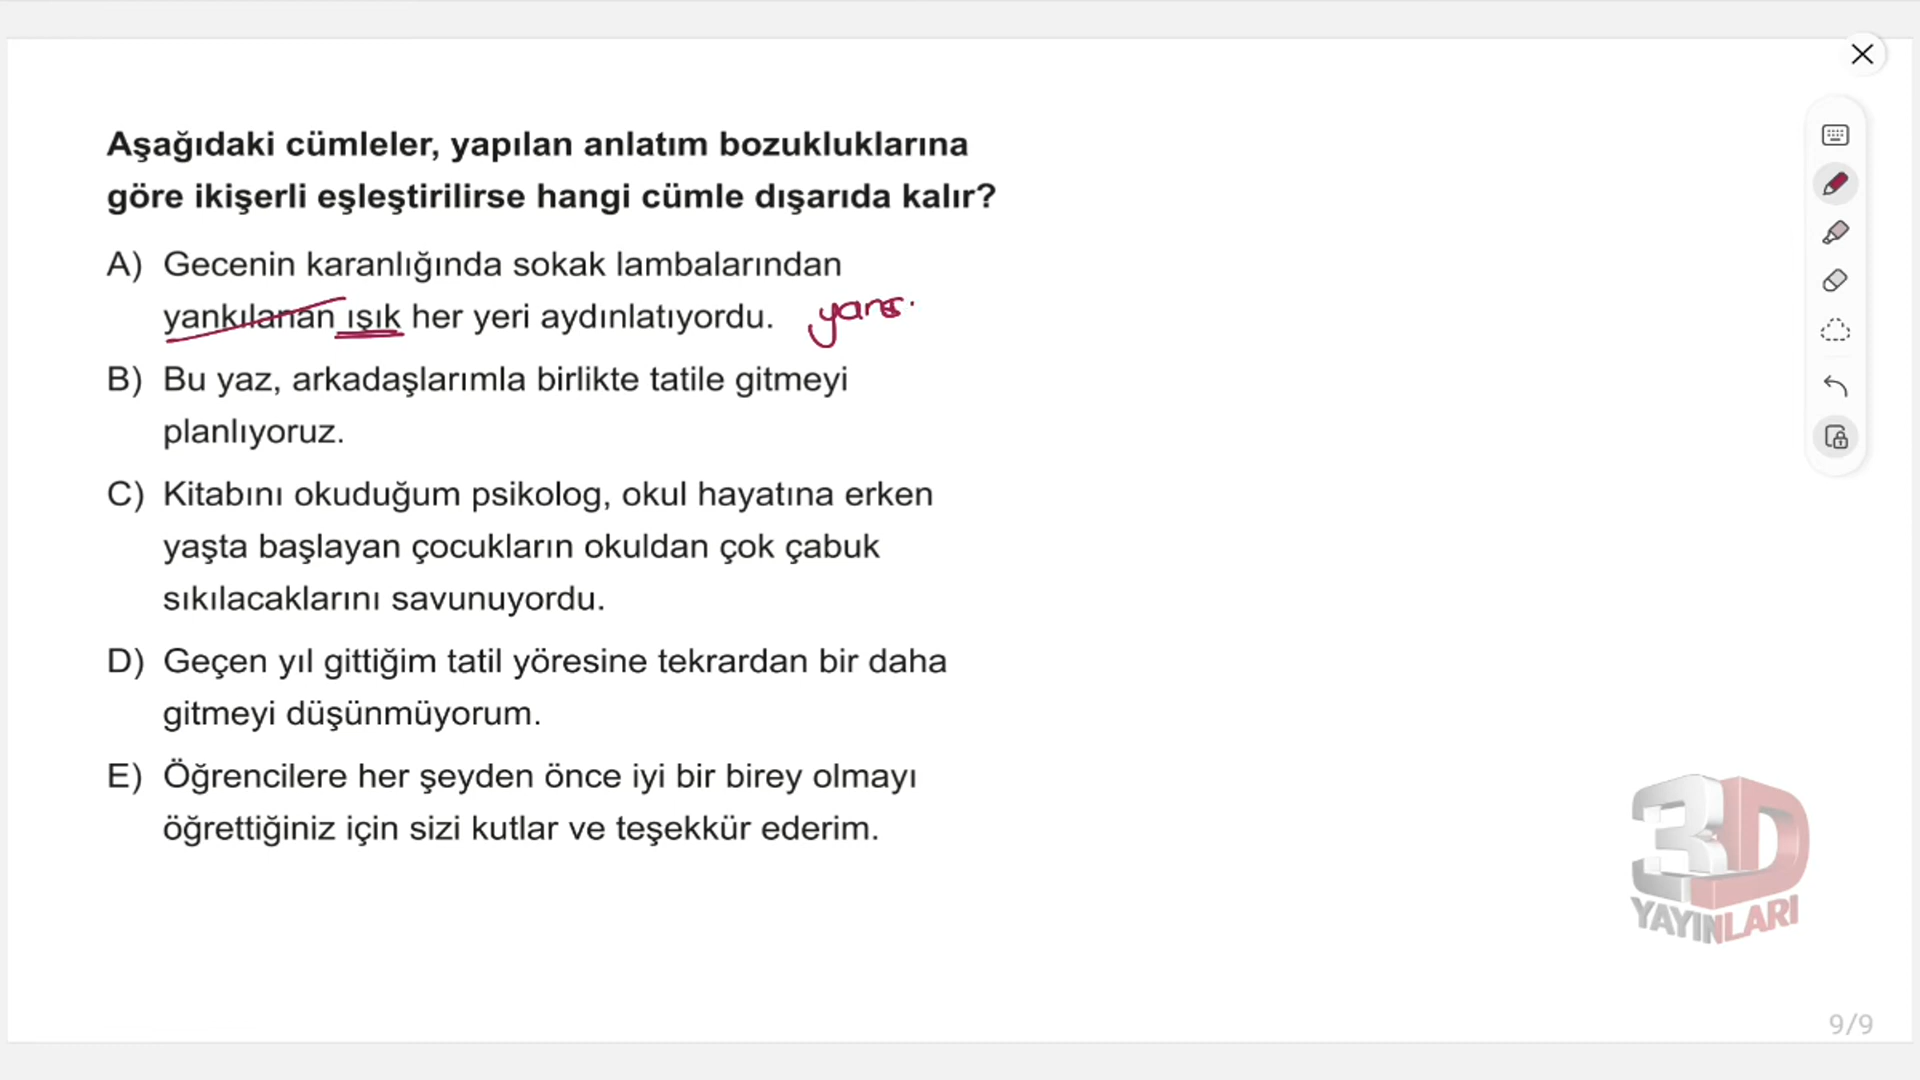 Aşağıdaki cümleler, yapılan anlatım bozukluklarına
göre ikişerli eşleştirilirse hangi cümle dışarıda kalır?
A) Gecenin karanlığında sokak lambalarından
yankılanan ışık her yeri aydınlatıyordu. yans.
B) Bu yaz, arkadaşlarımla birlikte tatile gitmeyi
planlıyoruz.
C) Kitabını okuduğum psikolog, okul hayatına erken
yaşta başlayan çocukların okuldan çok çabuk
sıkılacaklarını savunuyordu.
D) Geçen yıl gittiğim tatil yöresine tekrardan bir daha
gitmeyi düşünmüyorum.
E) Öğrencilere her şeyden önce iyi bir birey olmayı
öğrettiğiniz için sizi kutlar ve teşekkür ederim.
3D
YAYINLARI
9/9